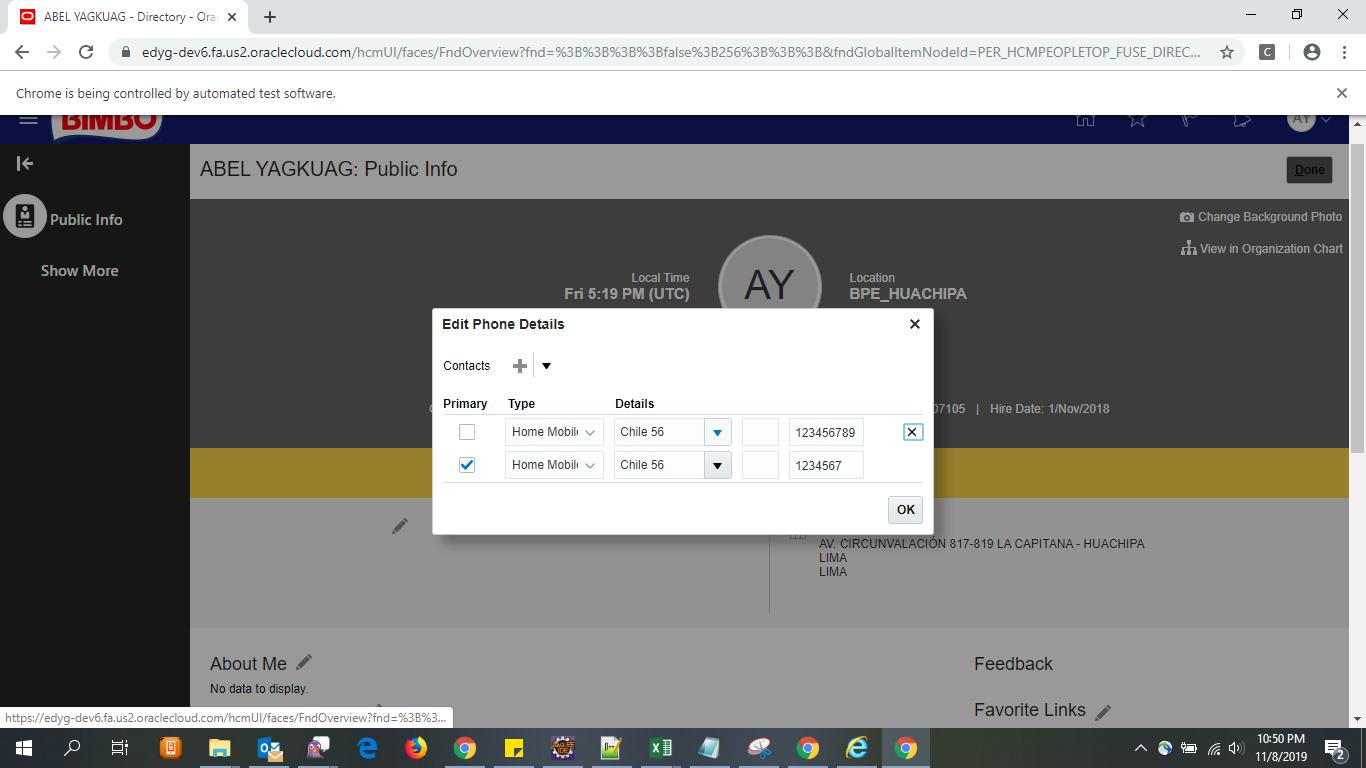 ABEL YAGKUAG - Directory - Ora
edyg-dev6.fa.us2.oraclecloud.com/hcmUI/faces/FndOverview?fnd=%3B%3B%3B%3Bfalse%3B256%3B%3B%3B&fndGlobalItemNodeId=PER_HCMPEOPLETOP_FUSE_DIREC...
C
Chrome is being controlled by automated test software.
BIMBO
AY
ABEL YAGKUAG: Public Info
Done
Public Info
Show More
Change Background Photo
View in Organization Chart
Local Time
Fri 5:19 PM (UTC)
AY
Location
BPE_HUACHIPA
Edit Phone Details
Contacts
Primary Type Details
07105 | Hire Date: 1/Nov/2018
Home Mobil Chile 56 123456789
Home Mobil Chile 56 1234567
OK
AV. CIRCUNVALACIÓN 817-819 LA CAPITANA - HUACHIPA
LIMA
LIMA
About Me
No data to display.
Feedback
Favorite Links
https://edyg-dev6.fa.us2.oraclecloud.com/hcmUI/faces/FndOverview?fnd=%3B%3...
10:50 PM
11/8/2019
2